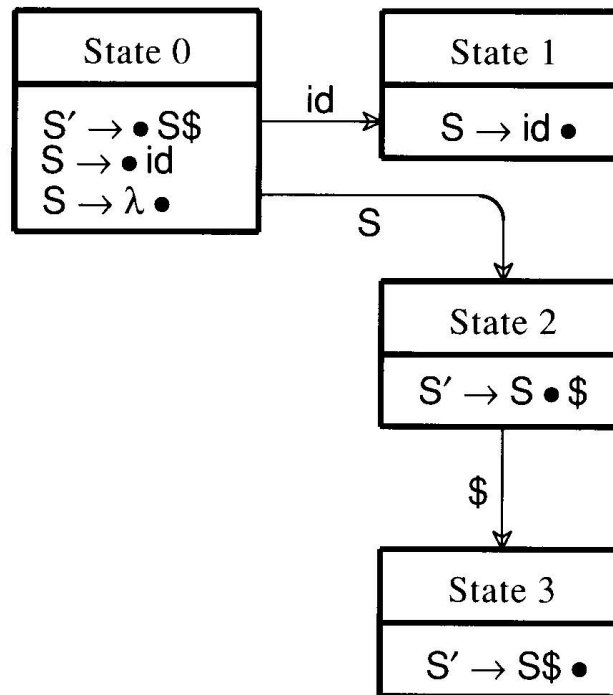 State 0
S′ → • S$
S → • id
S → λ •
id
State 1
S → id •
S
State 2
S′ → S • $
$
State 3
S′ → S$ •